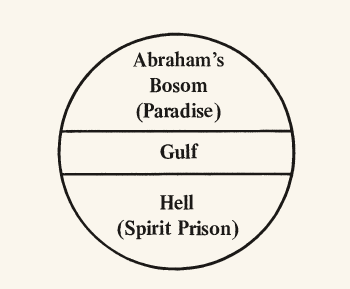 Abraham's
Bosom
(Paradise)
Gulf
Hell
(Spirit Prison)